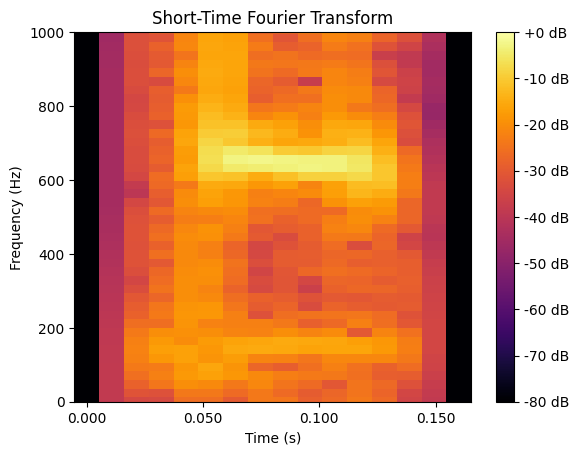 Short-Time Fourier Transform
1000
800
600
400
200
0
Frequency (Hz)
0.000
0.050
0.100
0.150
Time (s)
+0 dB
-10 dB
-20 dB
-30 dB
-40 dB
-50 dB
-60 dB
-70 dB
-80 dB